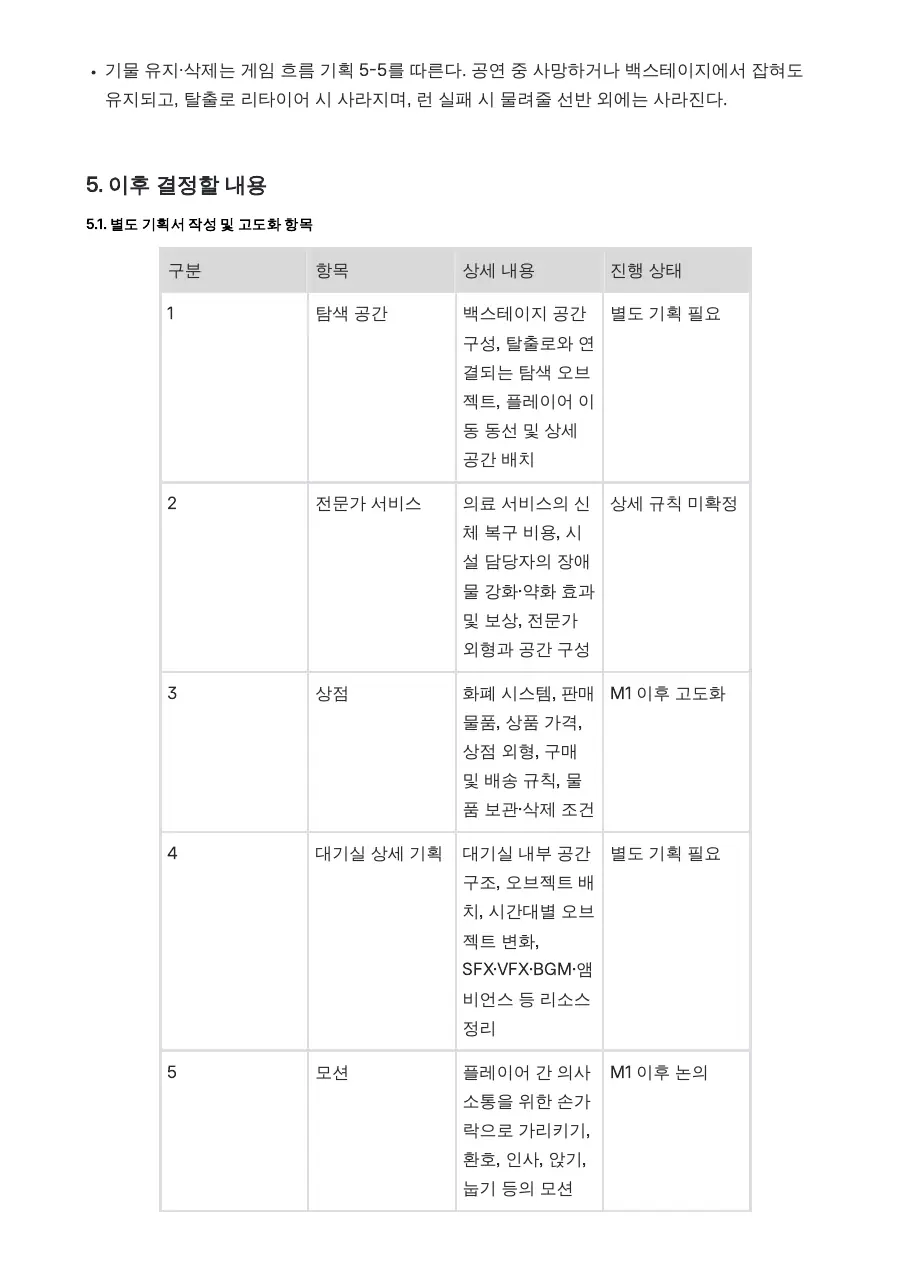 • 기물 유지·삭제는 게임 흐름 기획 5-5를 따른다. 공연 중 사망하거나 백스테이지에서 잡혀도
유지되고, 탈출로 리타이어 시 사라지며, 런 실패 시 물려줄 선반 외에는 사라진다.
5. 이후 결정할 내용
5.1. 별도 기획서 작성 및 고도화 항목
구분 항목 상세 내용 진행 상태
1 탐색 공간 백스테이지 공간 별도 기획 필요
구성, 탈출로와 연
결되는 탐색 오브
젝트, 플레이어 이
동 동선 및 상세
공간 배치
2 전문가 서비스 의료 서비스의 신 상세 규칙 미확정
체 복구 비용, 시
설 담당자의 장애
물 강화·약화 효과
및 보상, 전문가
외형과 공간 구성
3 상점 화폐 시스템, 판매 M1 이후 고도화
물품, 상품 가격,
상점 외형, 구매
및 배송 규칙, 물
품 보관·삭제 조건
4 대기실 상세 기획 대기실 내부 공간 별도 기획 필요
구조, 오브젝트 배
치, 시간대별 오브
젝트 변화,
SFX·VFX·BGM·앰
비언스 등 리소스
정리
5 모션 플레이어 간 의사 M1 이후 논의
소통을 위한 손가
락으로 가리키기,
환호, 인사, 앉기,
눕기 등의 모션